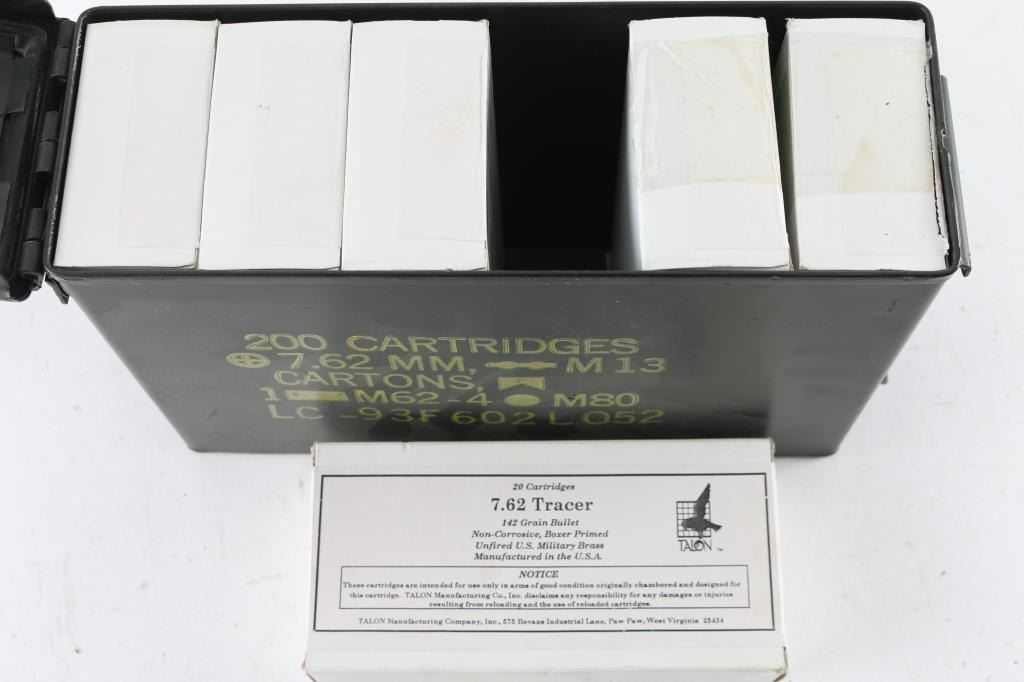 200 CARTRIDGES
7.62 MM, M 13
CARTONS,
1 M62-4 M80
LC -93F602L052
20 Cartridges
7.62 Tracer
142 Grain Bullet
Non-Corrosive, Boxer Primed
Unfired U.S. Military Brass
Manufactured in the U.S.A.
TALON ™
NOTICE
These cartridges are intended for use only in arms of good condition originally chambered and designed for
this cartridge. TALON Manufacturing Co., Inc. disclaims any responsibility for any damages or injuries
resulting from reloading and the use of reloaded cartridges.
TALON Manufacturing Company, Inc., 575 Bevans Industrial Lane, Paw Paw, West Virginia 25434